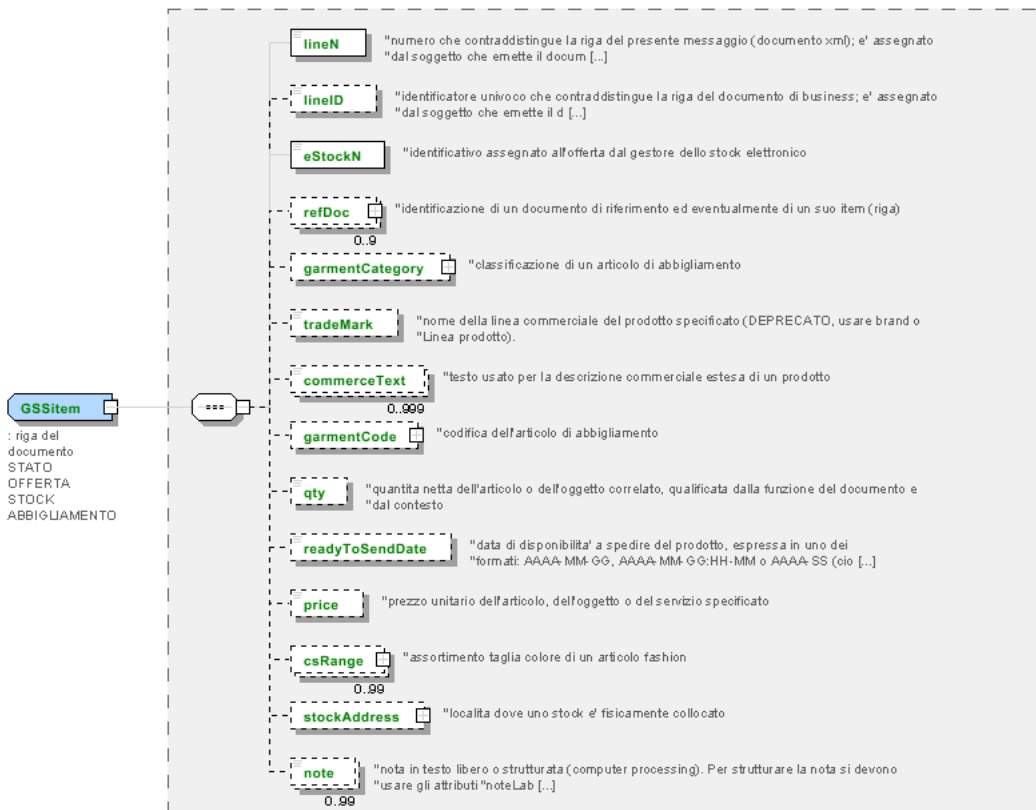 lineN
"numero che contraddistingue la riga del presente messaggio (documento xml); e' assegnato
"dal soggetto che emette il docum [...]
lineID
"identificatore univoco che contraddistingue la riga del documento di business; e' assegnato
"dal soggetto che emette il d [...]
eStockN
"identificativo assegnato all'offerta dal gestore dello stock elettronico
refDoc
"identificazione di un documento di riferimento ed eventualmente di un suo item (riga)
0..9
garmentCategory
"classificazione di un articolo di abbigliamento
tradeMark
"nome della linea commerciale del prodotto specificato (DEPRECATO, usare brand o
"Linea prodotto).
commerceText
"testo usato per la descrizione commerciale estesa di un prodotto
0..999
GSSitem
: riga del
documento
STATO
OFFERTA
STOCK
ABBIGLIAMENTO
garmentCode
"codifica dell'articolo di abbigliamento
qty
"quantita netta dell'articolo o dell'oggetto correlato, qualificata dalla funzione del documento e
"dal contesto
readyToSendDate
"data di disponibilita' a spedire del prodotto, espressa in uno dei
"formati: AAAA-MM-GG, AAAA-MM-GG:HH-MM o AAAA-SS (cio [...]
price
"prezzo unitario dell'articolo, dell'oggetto o del servizio specificato
csRange
"assortimento taglia colore di un articolo fashion
0..99
stockAddress
"localita dove uno stock e' fisicamente collocato
note
"nota in testo libero o strutturata (computer processing). Per strutturare la nota si devono
"usare gli attributi "noteLab [...]
0..99